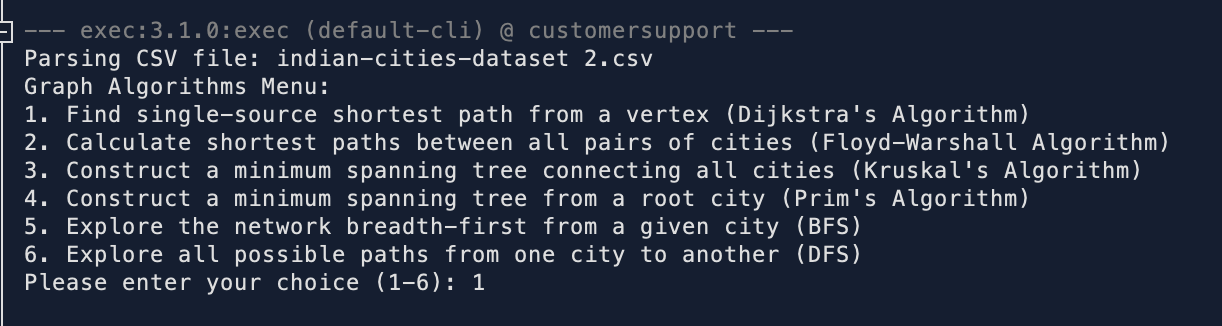 --- exec:3.1.0:exec (default-cli) @ customersupport ---
Parsing CSV file: indian-cities-dataset 2.csv
Graph Algorithms Menu:
1. Find single-source shortest path from a vertex (Dijkstra's Algorithm)
2. Calculate shortest paths between all pairs of cities (Floyd-Warshall Algorithm)
3. Construct a minimum spanning tree connecting all cities (Kruskal's Algorithm)
4. Construct a minimum spanning tree from a root city (Prim's Algorithm)
5. Explore the network breadth-first from a given city (BFS)
6. Explore all possible paths from one city to another (DFS)
Please enter your choice (1-6): 1